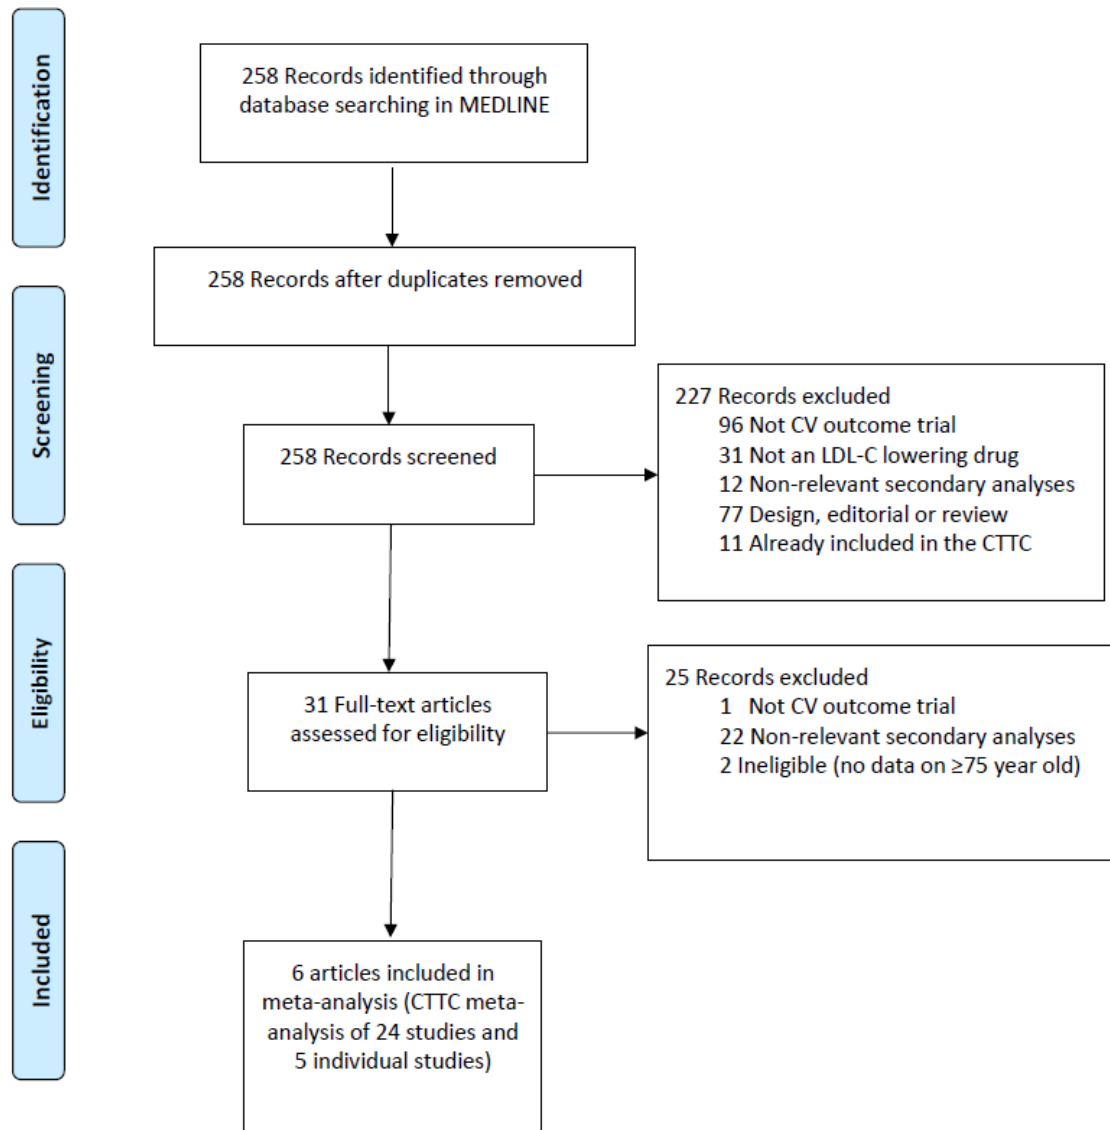 Identification
258 Records identified through
database searching in MEDLINE
258 Records after duplicates removed
Screening
258 Records screened
227 Records excluded
96 Not CV outcome trial
31 Not an LDL-C lowering drug
12 Non-relevant secondary analyses
77 Design, editorial or review
11 Already included in the CTTC
Eligibility
31 Full-text articles
assessed for eligibility
25 Records excluded
1 Not CV outcome trial
22 Non-relevant secondary analyses
2 Ineligible (no data on ≥75 year old)
Included
6 articles included in
meta-analysis (CTTC meta-
analysis of 24 studies and
5 individual studies)